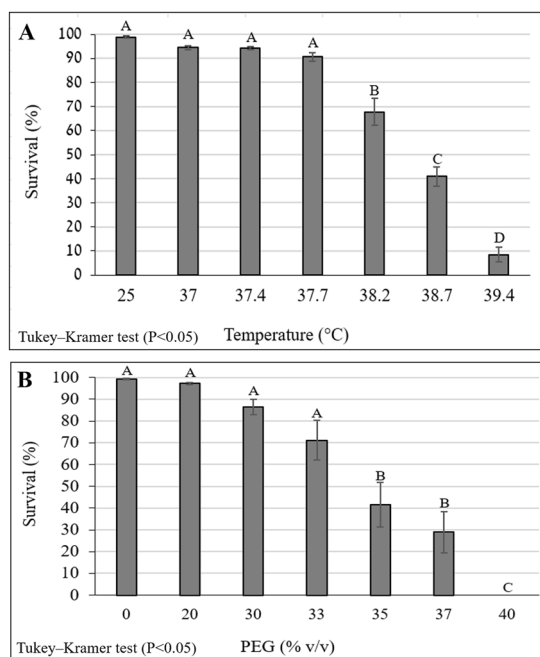 A
A
A
A
A
B
C
D
100
90
80
70
60
50
40
30
20
10
0
Survival (%)
25 37 37.4 37.7 38.2 38.7 39.4
Tukey–Kramer test (P<0.05) Temperature (°C)
B
A
A
A
A
B
B
C
100
90
80
70
60
50
40
30
20
10
0
Survival (%)
0 20 30 33 35 37 40
Tukey–Kramer test (P<0.05) PEG (% v/v)